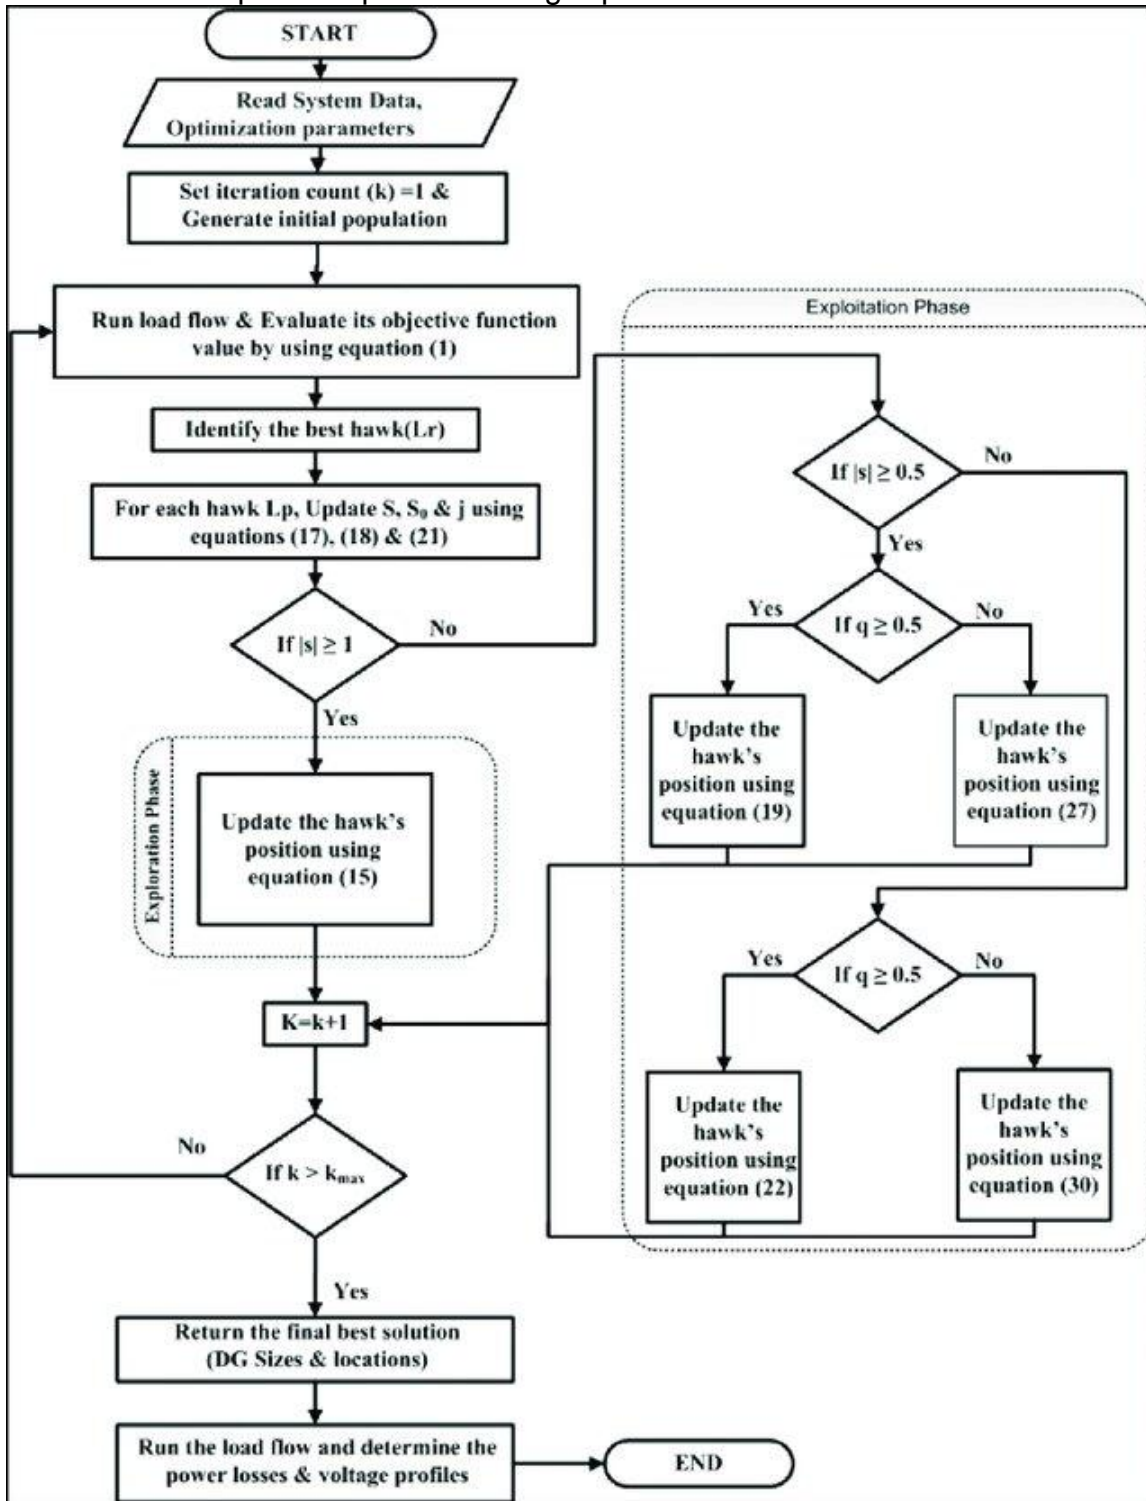 START
Read System Data,
Optimization parameters
Set iteration count (k) =1 &
Generate initial population
Run load flow & Evaluate its objective function
value by using equation (1)
Identify the best hawk(Lr)
For each hawk Lp, Update S, S₀ & j using
equations (17), (18) & (21)
If |s| ≥ 1
No
Yes
Exploration Phase
Update the hawk's
position using
equation (15)
K=k+1
If k > kmax
No
Yes
Return the final best solution
(DG Sizes & locations)
Run the load flow and determine the
power losses & voltage profiles
END
Exploitation Phase
If |s| ≥ 0.5
No
Yes
If q ≥ 0.5
Yes
No
Update the
hawk's
position using
equation (19)
Update the
hawk's
position using
equation (27)
If q ≥ 0.5
Yes
No
Update the
hawk's
position using
equation (22)
Update the
hawk's
position using
equation (30)